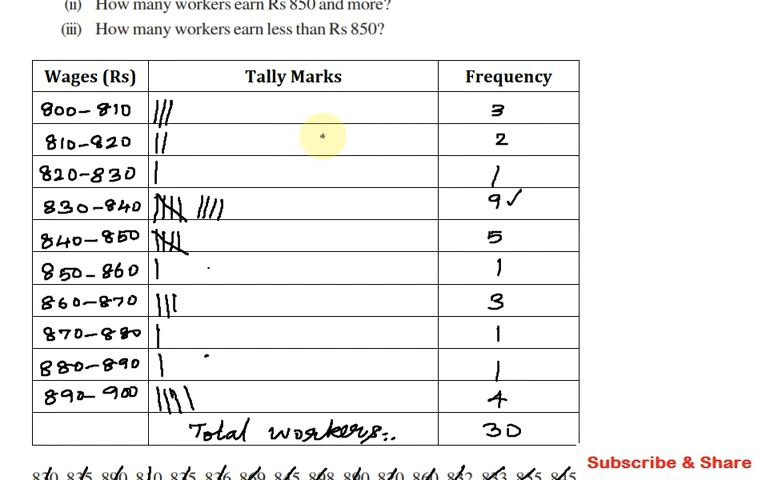 (ii) How many workers earn Rs 850 and more?
(iii) How many workers earn less than Rs 850?
Wages (Rs) Tally Marks Frequency
800-810 ||| 3
810-820 || 2
820-830 | 1
830-840 |||| |||| 9 ✓
840-850 |||| 5
850-860 | 1
860-870 ||| 3
870-880 | 1
880-890 | 1
890-900 |||| 4
Total workers:. 30
Subscribe & Share